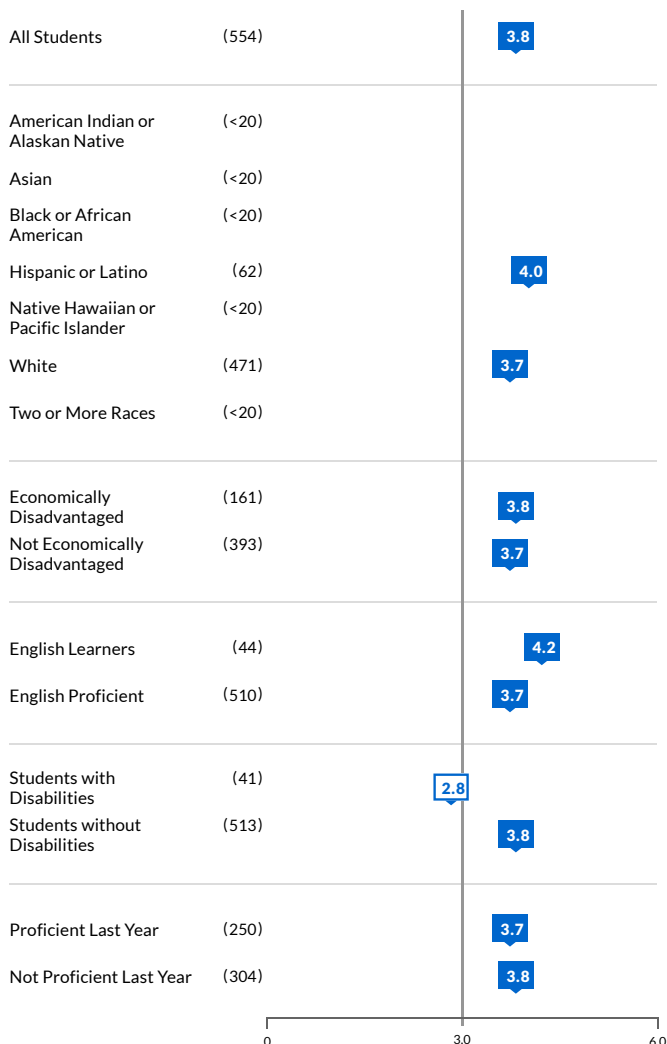 All Students (554) 3.8
American Indian or (<20)
Alaskan Native
Asian (<20)
Black or African (<20)
American
Hispanic or Latino (62) 4.0
Native Hawaiian or (<20)
Pacific Islander
White (471) 3.7
Two or More Races (<20)
Economically (161) 3.8
Disadvantaged
Not Economically (393) 3.7
Disadvantaged
English Learners (44) 4.2
English Proficient (510) 3.7
Students with (41) 2.8
Disabilities
Students without (513) 3.8
Disabilities
Proficient Last Year (250) 3.7
Not Proficient Last Year (304) 3.8
0 3.0 6.0